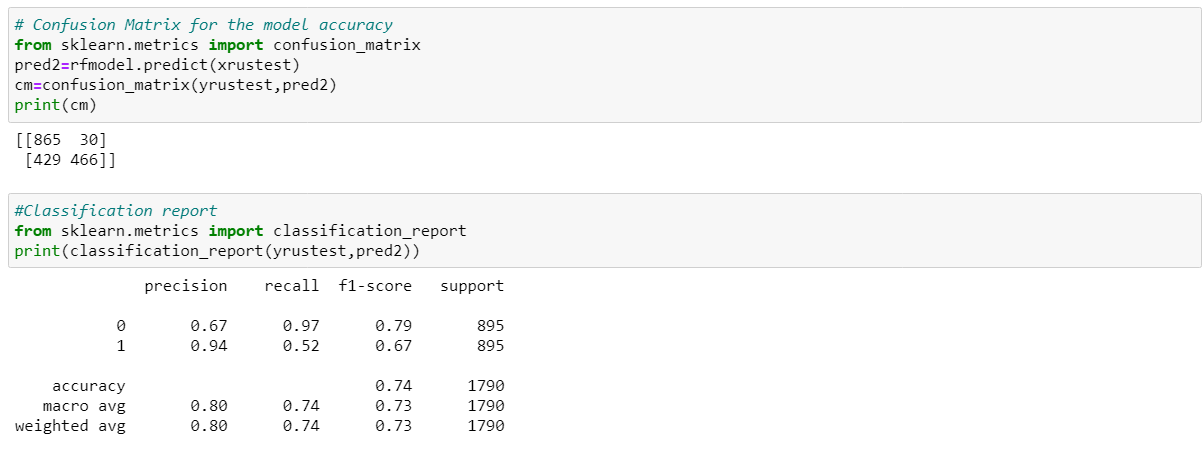 # Confusion Matrix for the model accuracy
from sklearn.metrics import confusion_matrix
pred2=rfmodel.predict(xrustest)
cm=confusion_matrix(yrustest,pred2)
print(cm)
[[865  30]
 [429 466]]
#Classification report
from sklearn.metrics import classification_report
print(classification_report(yrustest,pred2))
              precision    recall  f1-score   support
           0       0.67      0.97      0.79       895
           1       0.94      0.52      0.67       895
    accuracy                           0.74      1790
   macro avg       0.80      0.74      0.73      1790
weighted avg       0.80      0.74      0.73      1790